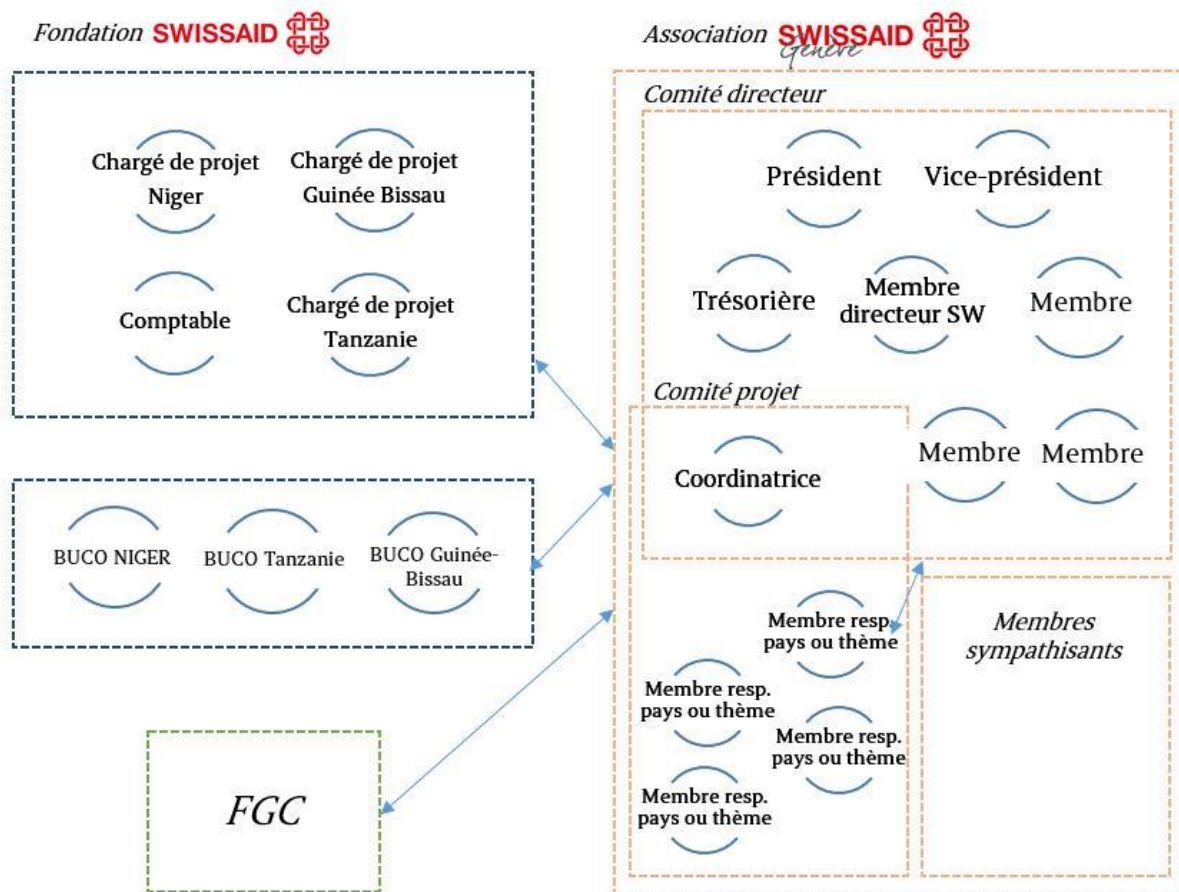 Fondation SWISSAID
Chargé de projet
Niger
Chargé de projet
Guinée Bissau
Comptable
Chargé de projet
Tanzanie
BUCO NIGER
BUCO Tanzanie
BUCO Guinée-
Bissau
FGC
Association SWISSAID
Genève
Comité directeur
Président
Vice-président
Trésorière
Membre
directeur SW
Membre
Comité projet
Coordinatrice
Membre
Membre
Membre resp.
pays ou thème
Membre resp.
pays ou thème
Membre resp.
pays ou thème
Membre resp.
pays ou thème
Membres
sympathisants